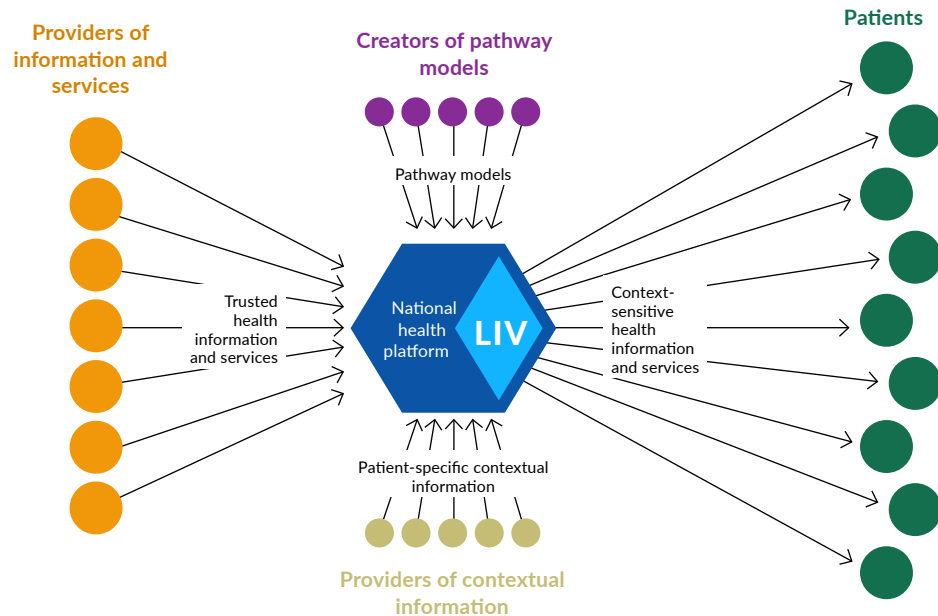 Providers of
information and
services
Creators of pathway
models
Patients
Pathway models
Trusted
health
information
and services
National
health
platform
LIV
Context-
sensitive
health
information
and services
Patient-specific contextual
information
Providers of contextual
information